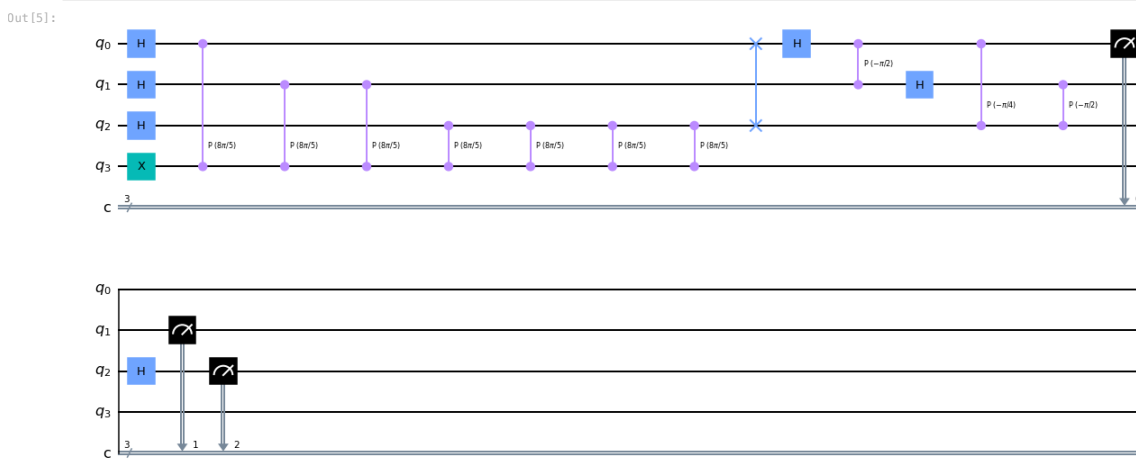 Out[5]:
q0 H H
P (−π/2)
q1 H H
P (−π/4) P (−π/2)
q2 H
P (8π/5) P (8π/5) P (8π/5) P (8π/5) P (8π/5) P (8π/5) P (8π/5)
q3 X
3
c
q0
q1
q2 H
q3
3 1 2
c